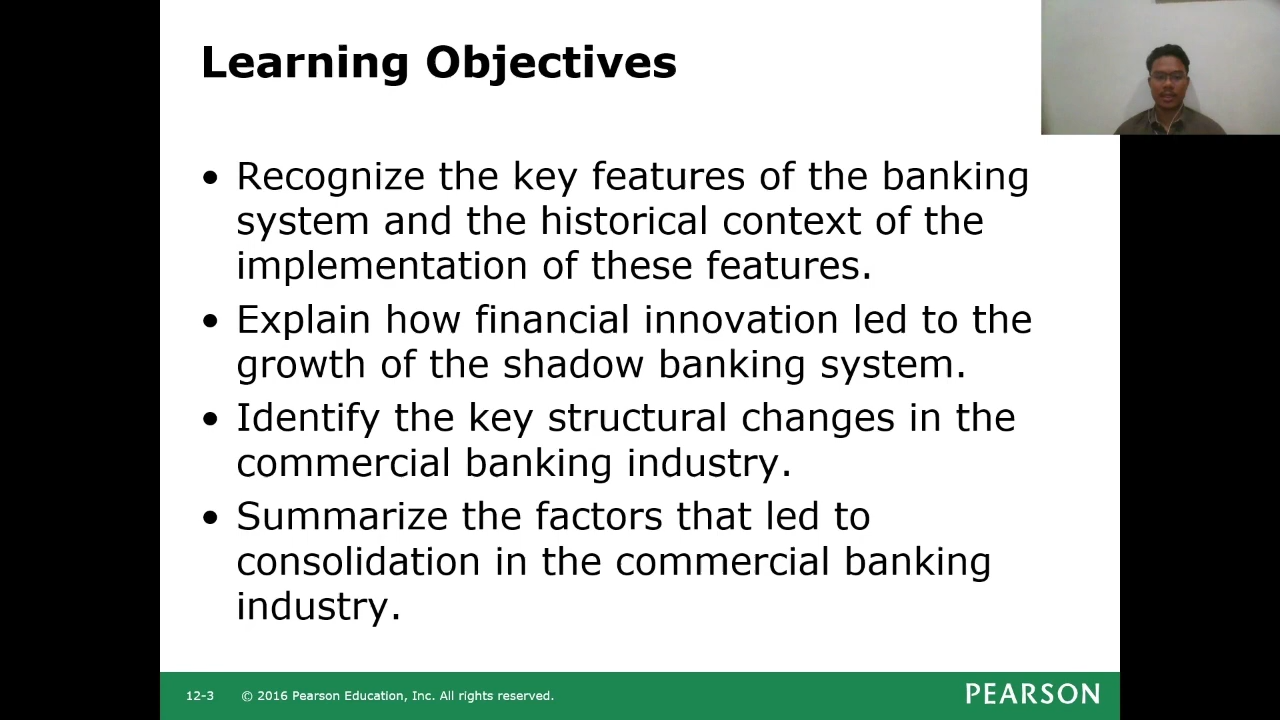 Learning Objectives
• Recognize the key features of the banking
system and the historical context of the
implementation of these features.
• Explain how financial innovation led to the
growth of the shadow banking system.
• Identify the key structural changes in the
commercial banking industry.
• Summarize the factors that led to
consolidation in the commercial banking
industry.
12-3 © 2016 Pearson Education, Inc. All rights reserved.
PEARSON